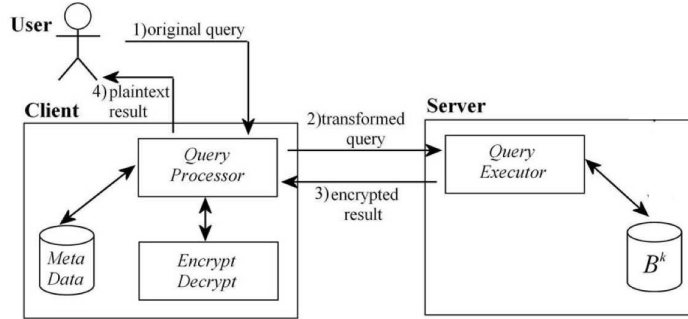 User
1)original query
4)plaintext
result
Client
Server
2)transformed
query
Query
Processor
Query
Executor
3)encrypted
result
Meta
Data
Encrypt
Decrypt
B^k